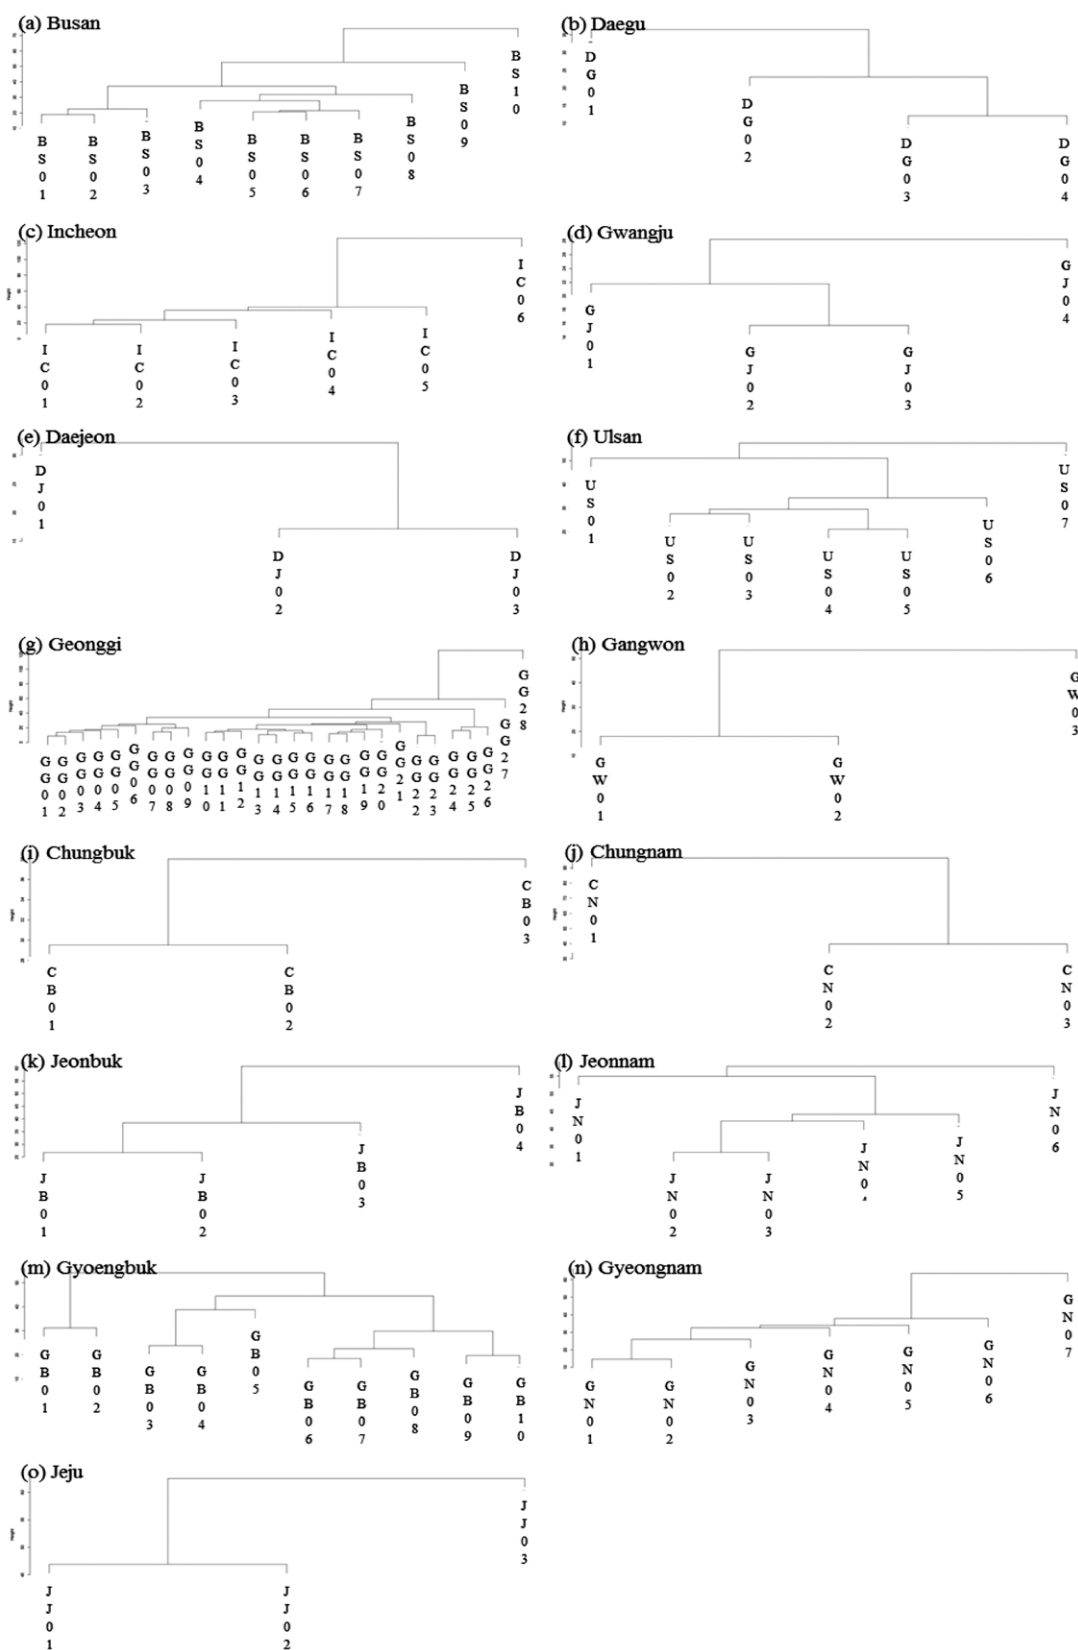 (a) Busan
BS01
BS02
BS03
BS04
BS05
BS06
BS07
BS08
BS09
BS10
(b) Daegu
DG01
DG02
DG03
DG04
(c) Incheon
IC01
IC02
IC03
IC04
IC05
IC06
(d) Gwangju
GJ01
GJ02
GJ03
GJ04
(e) Daejeon
DJ01
DJ02
DJ03
(f) Ulsan
US01
US02
US03
US04
US05
US06
US07
(g) Geonggi
GG01
GG02
GG03
GG04
GG05
GG06
GG07
GG08
GG09
GG10
GG11
GG12
GG13
GG14
GG15
GG16
GG17
GG18
GG19
GG20
GG21
GG22
GG23
GG24
GG25
GG26
GG27
GG28
(h) Gangwon
GW01
GW02
GW03
(i) Chungbuk
CB01
CB02
CB03
(j) Chungnam
CN01
CN02
CN03
(k) Jeonbuk
JB01
JB02
JB03
JB04
(l) Jeonnam
JN01
JN02
JN03
JN04
JN05
JN06
(m) Gyoengbuk
GB01
GB02
GB03
GB04
GB05
GB06
GB07
GB08
GB09
GB10
(n) Gyeongnam
GN01
GN02
GN03
GN04
GN05
GN06
GN07
(o) Jeju
JJ01
JJ02
JJ03